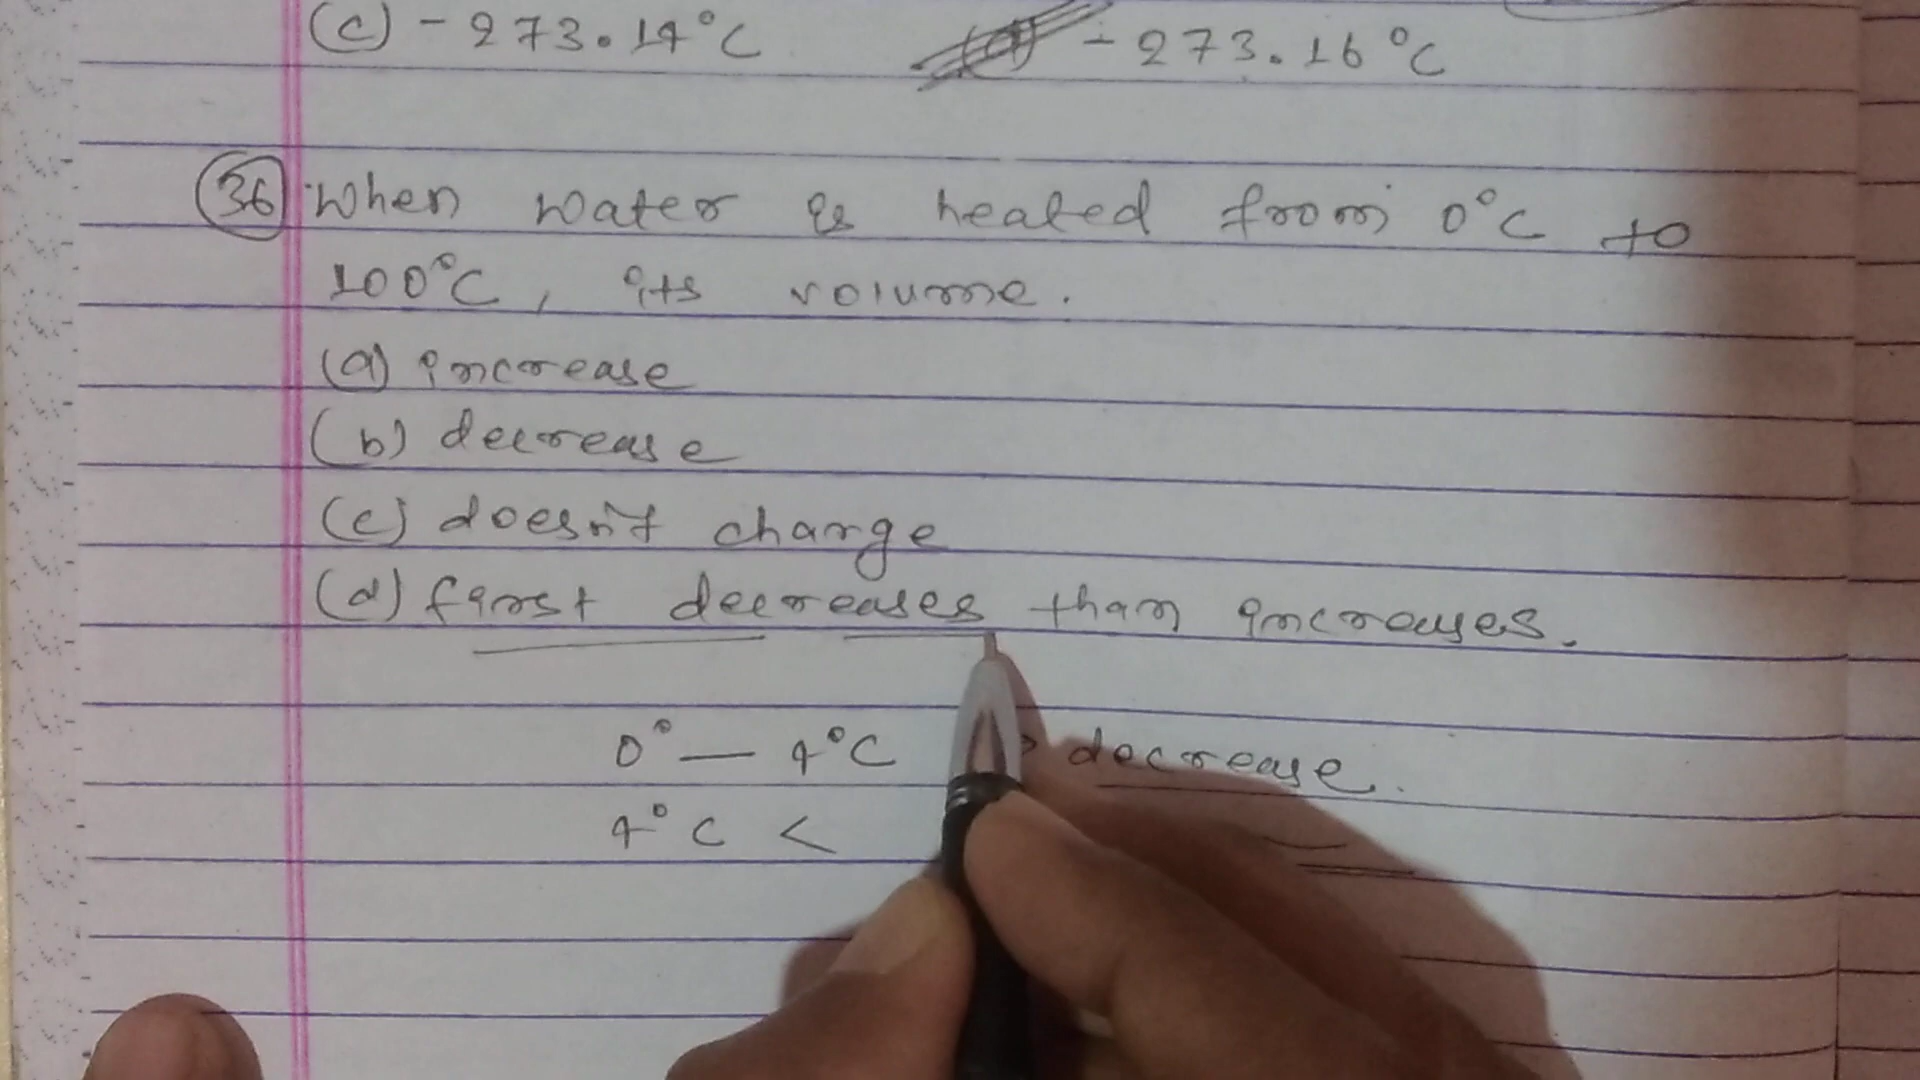 (c) - 273.14°C (d) - 273.16°C
36 When water is heated from 0°C to
100°C, its volume.
(a) increase
(b) decrease
(c) doesn't change
(d) first decreases than increases.
0° — 4°C > decrease.
4°C <